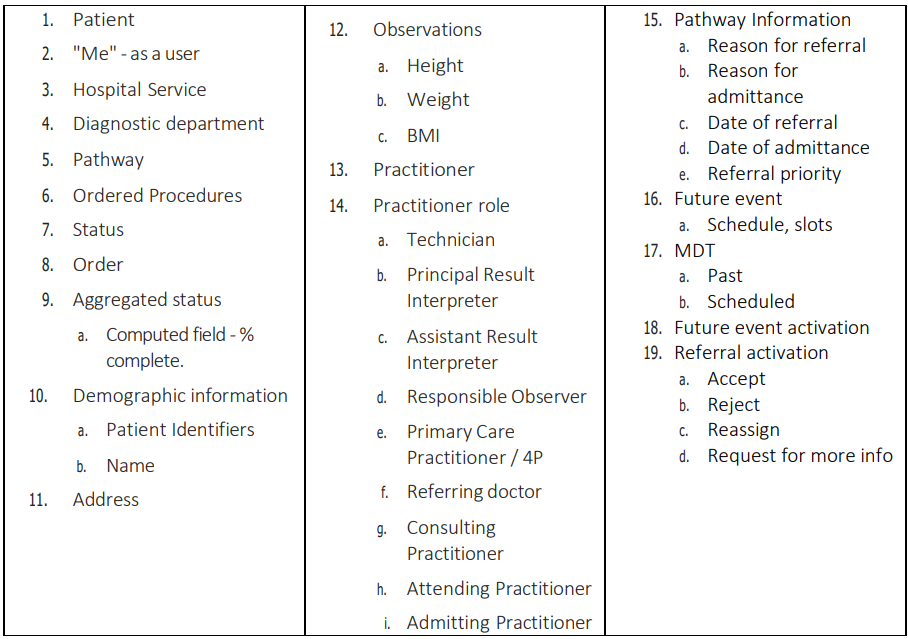 1. Patient
2. "Me" - as a user
3. Hospital Service
4. Diagnostic department
5. Pathway
6. Ordered Procedures
7. Status
8. Order
9. Aggregated status
a. Computed field - %
complete.
10. Demographic information
a. Patient Identifiers
b. Name
11. Address
12. Observations
a. Height
b. Weight
c. BMI
13. Practitioner
14. Practitioner role
a. Technician
b. Principal Result
Interpreter
c. Assistant Result
Interpreter
d. Responsible Observer
e. Primary Care
Practitioner / 4P
f. Referring doctor
g. Consulting
Practitioner
h. Attending Practitioner
i. Admitting Practitioner
15. Pathway Information
a. Reason for referral
b. Reason for
admittance
c. Date of referral
d. Date of admittance
e. Referral priority
16. Future event
a. Schedule, slots
17. MDT
a. Past
b. Scheduled
18. Future event activation
19. Referral activation
a. Accept
b. Reject
c. Reassign
d. Request for more info